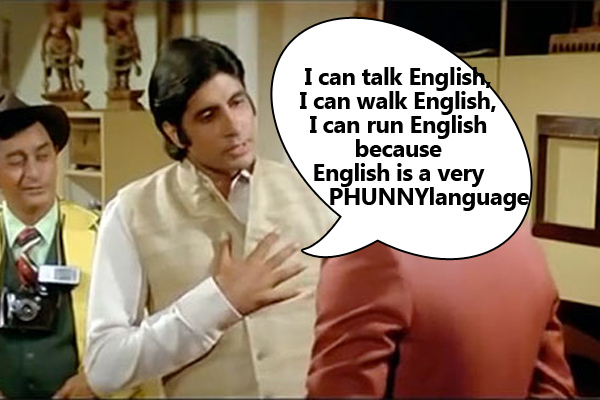 I can talk English,
I can walk English,
I can run English
because
English is a very
PHUNNYlanguage